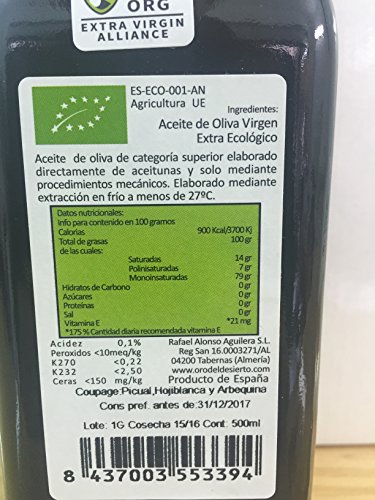 ORG
EXTRA VIRGIN
ALLIANCE
ES-ECO-001-AN
Agricultura UE
Ingredientes:
Aceite de Oliva Virgen
Extra Ecológico
Aceite de oliva de categoría superior elaborado
directamente de aceitunas y solo mediante
procedimientos mecánicos. Elaborado mediante
extracción en frío a menos de 27ºC.
Datos nutricionales:
Info para contenido en 100 gramos
Calorias 900 Kcal/3700 Kj
Total de grasas 100 gr
de las cuales:
Saturadas 14 gr
Polinisaturadas 7 gr
Monoinsaturadas 79 gr
Hidratos de Carbono 0 gr
Azúcares 0 gr
Proteinas 0 gr
Sal 0 gr
Vitamina E *21 mg
*175 % Cantidad diaria recomendada vitamina E
Acidez 0,1%
Peroxidos <10meq/kg
K270 <0,22
K232 <2,50
Ceras <150 mg/kg
Rafael Alonso Aguilera S.L.
Reg San 16.0003271/AL
04200 Tabernas (Almería)
www.orodeldesierto.com
Producto de España
Coupage:Picual,Hojiblanca y Arbequina
Cons pref. antes de:31/12/2017
Lote: 1G Cosecha 15/16 Cont: 500ml
8 437003 553394